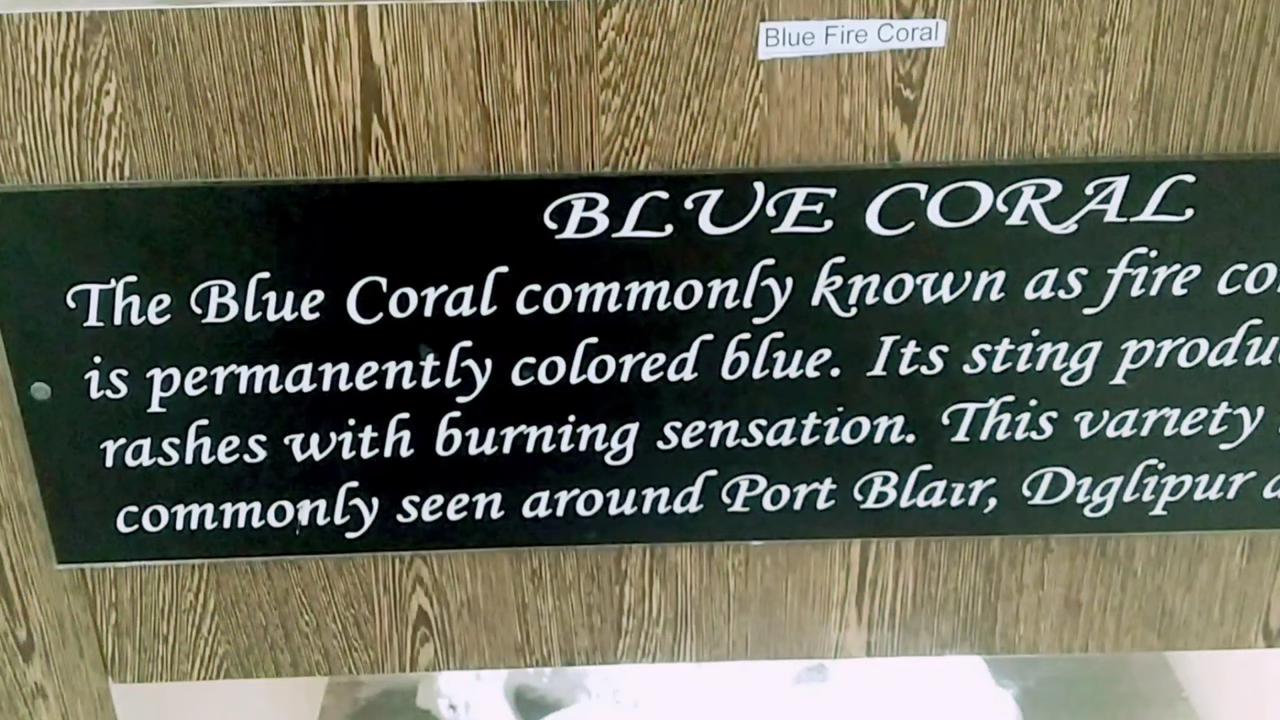 Blue Fire Coral
BLUE CORAL
The Blue Coral commonly known as fire
is permanently colored blue. Its sting
rashes with burning sensation. This variety
commonly seen around Port Blair, Diglipur